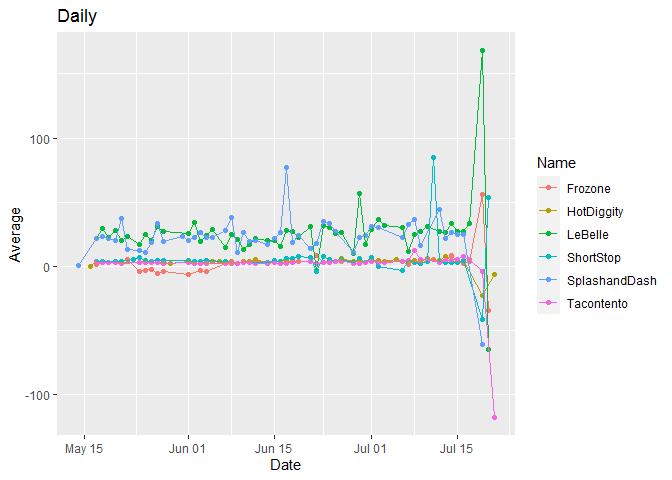 Daily
100
0
-100
Average
May 15
Jun 01
Jun 15
Jul 01
Jul 15
Date
Name
Frozone
HotDiggity
LeBelle
ShortStop
SplashandDash
Tacontento